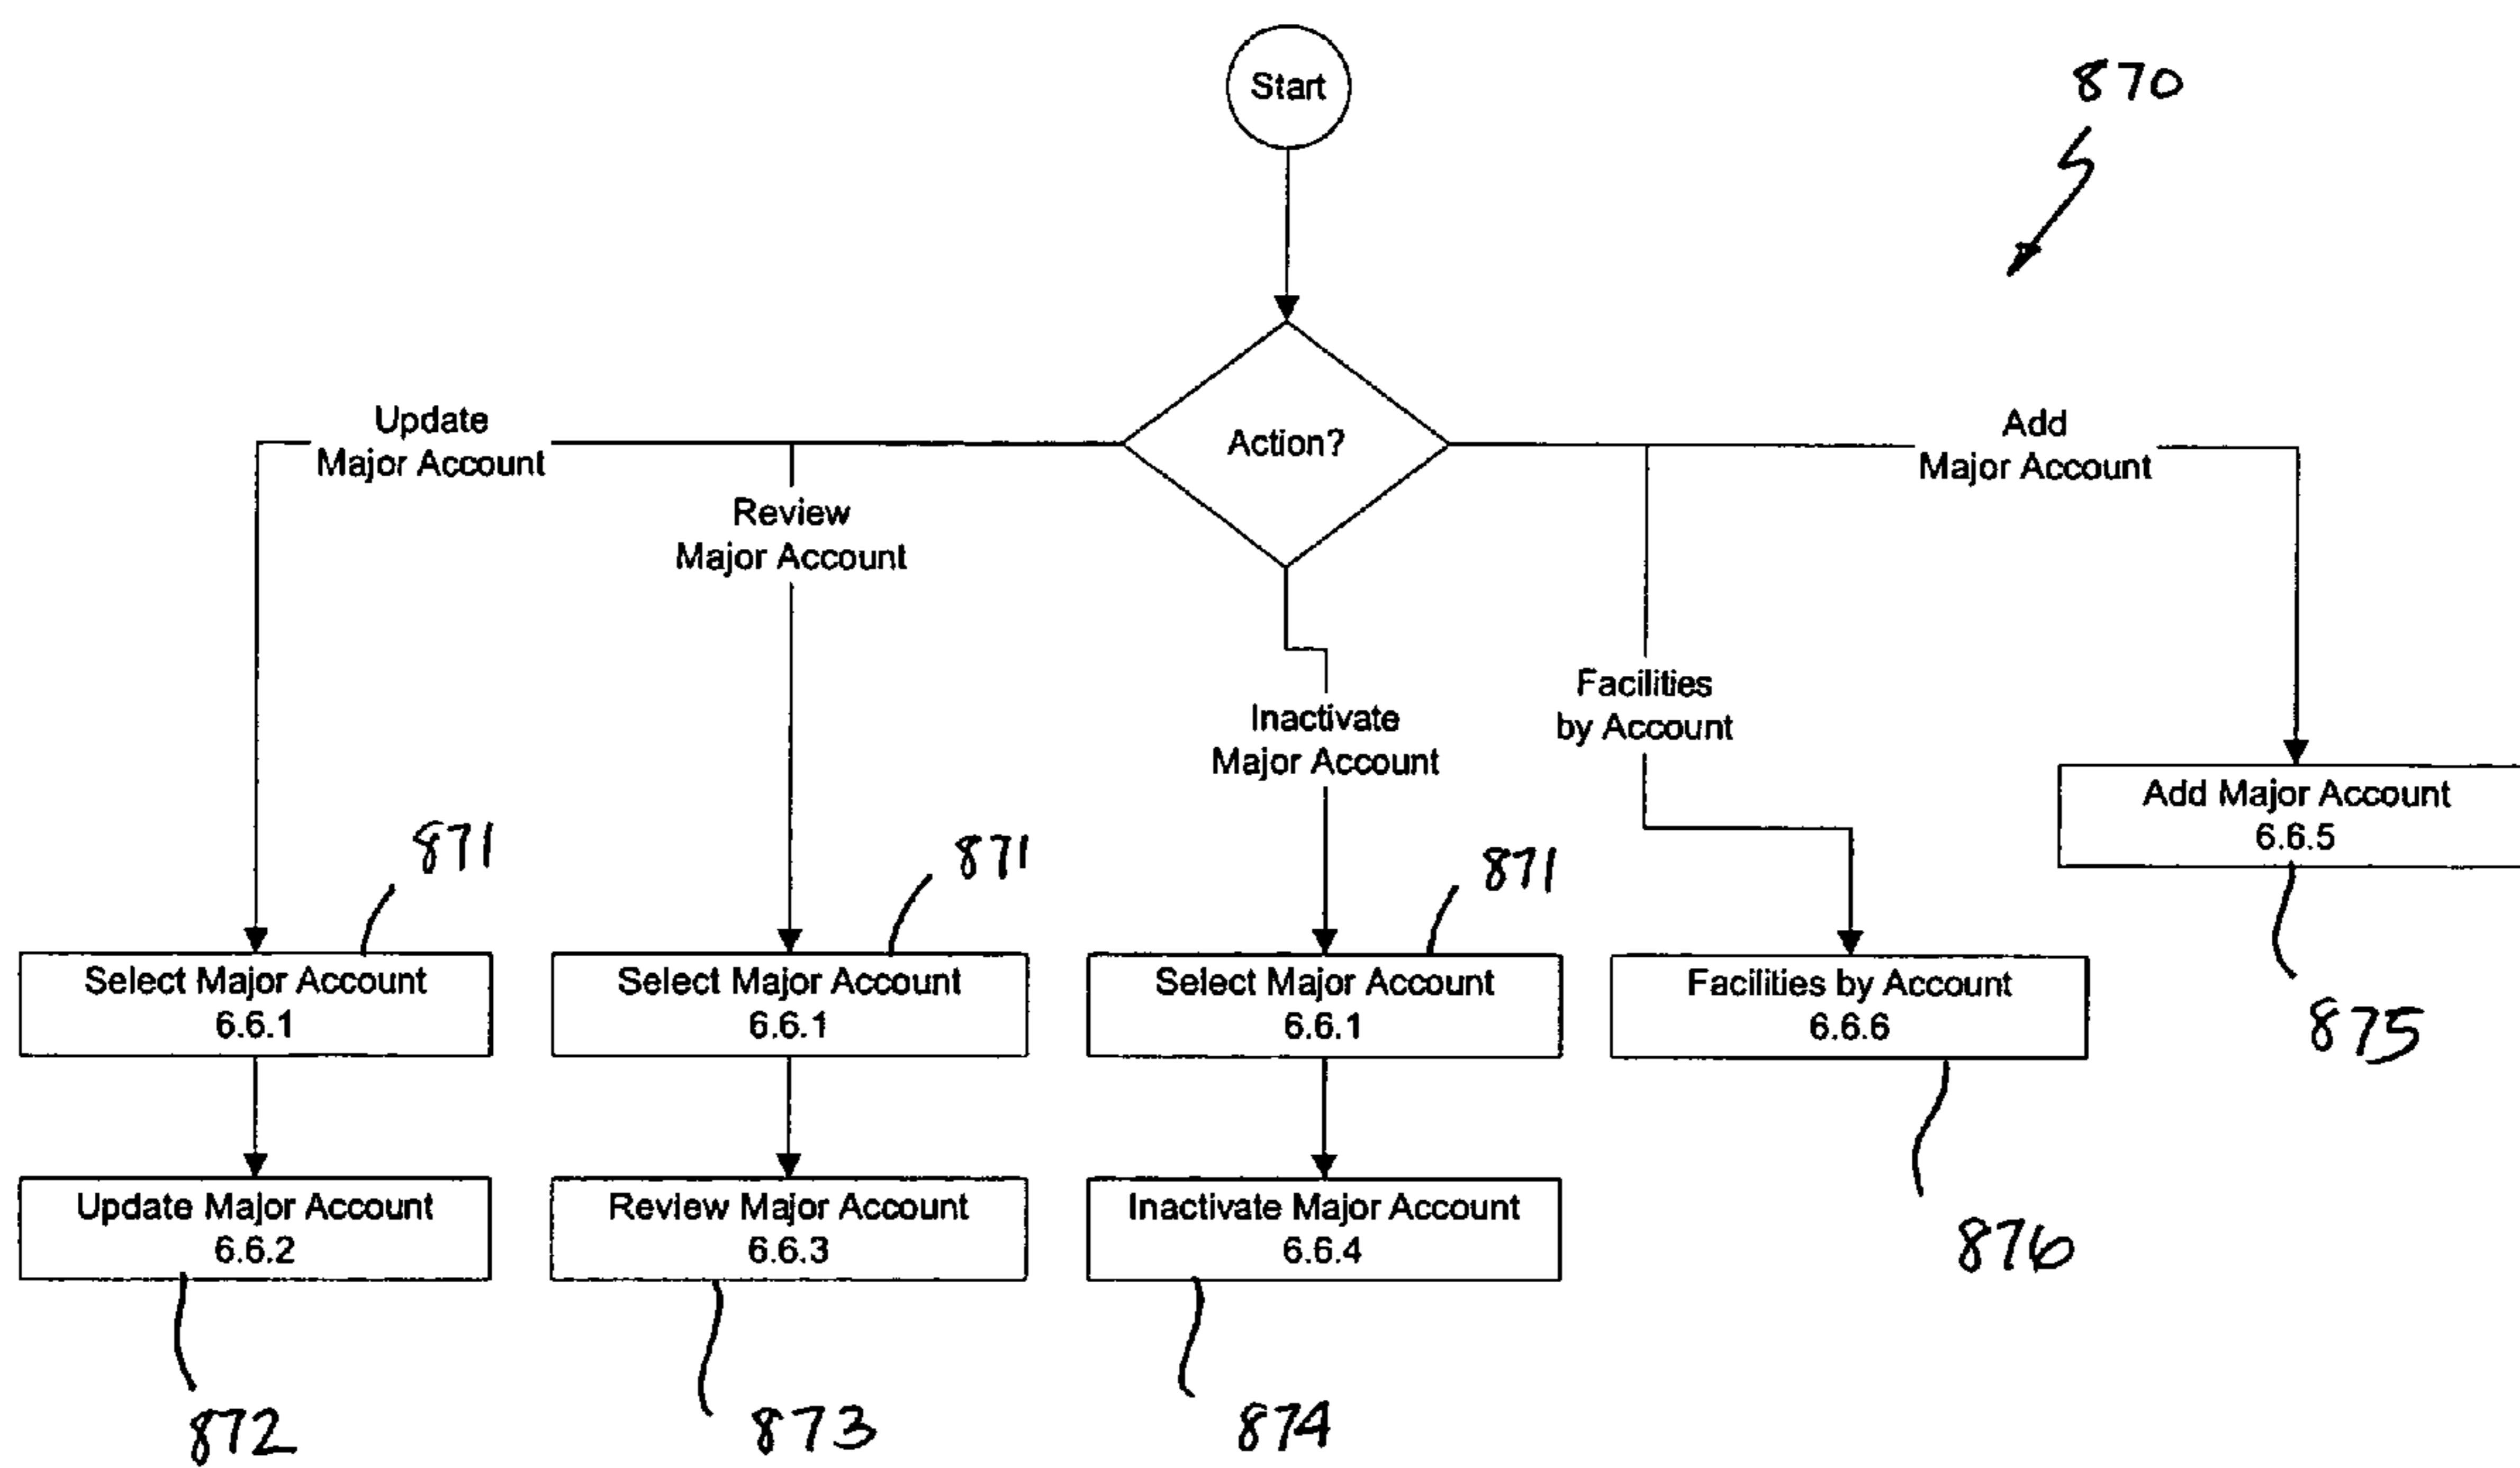 Start
870
Action?
Update
Major Account
Review
Major Account
Inactivate
Major Account
Facilities
by Account
Add
Major Account
Add Major Account
6.6.5
875
871
Select Major Account
6.6.1
871
Select Major Account
6.6.1
871
Select Major Account
6.6.1
Facilities by Account
6.6.6
876
Update Major Account
6.6.2
872
Review Major Account
6.6.3
873
Inactivate Major Account
6.6.4
874